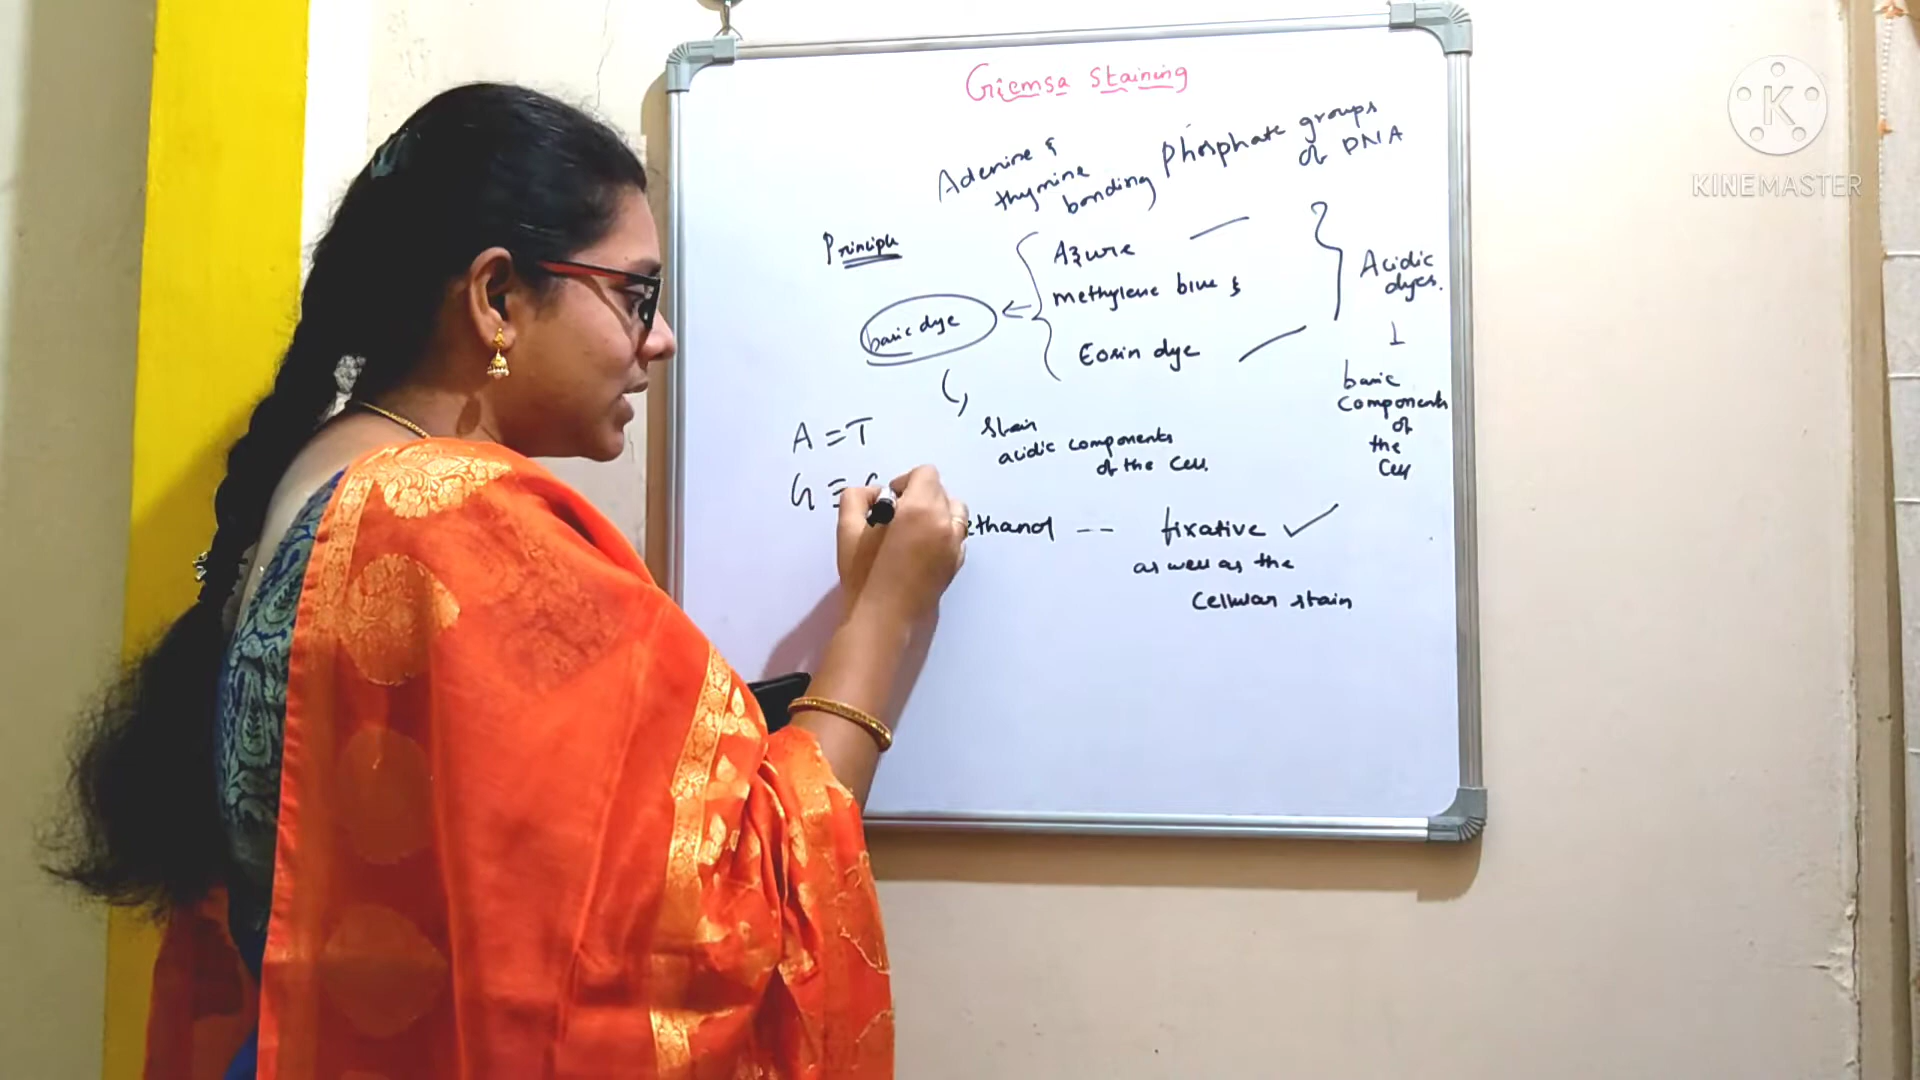 Giemsa Staining
Adenine &
thymine
bonding
Phosphate groups
of DNA
Principle
Azure
methylene blue &
Eosin dye
basic dye
Acidic
dyes.
basic
Components
of
the
Cell
Stain
acidic components
of the Cell.
A = T
G ≡ C
ethanol -- fixative ✓
as well as the
Cellular stain
K
KINEMASTER